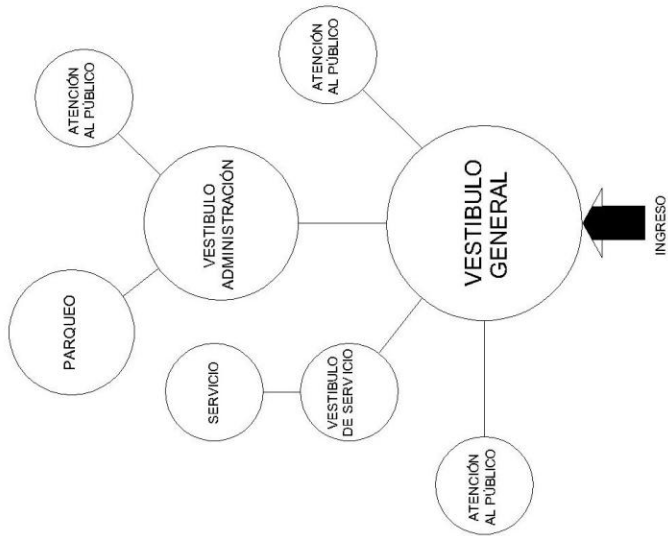 PARQUEO
ATENCIÓN
AL PÚBLICO
VESTIBULO
ADMINISTRACIÓN
ATENCIÓN
AL PÚBLICO
SERVICIO
VESTIBULO
DE SERVICIO
VESTIBULO
GENERAL
ATENCIÓN
AL PÚBLICO
INGRESO